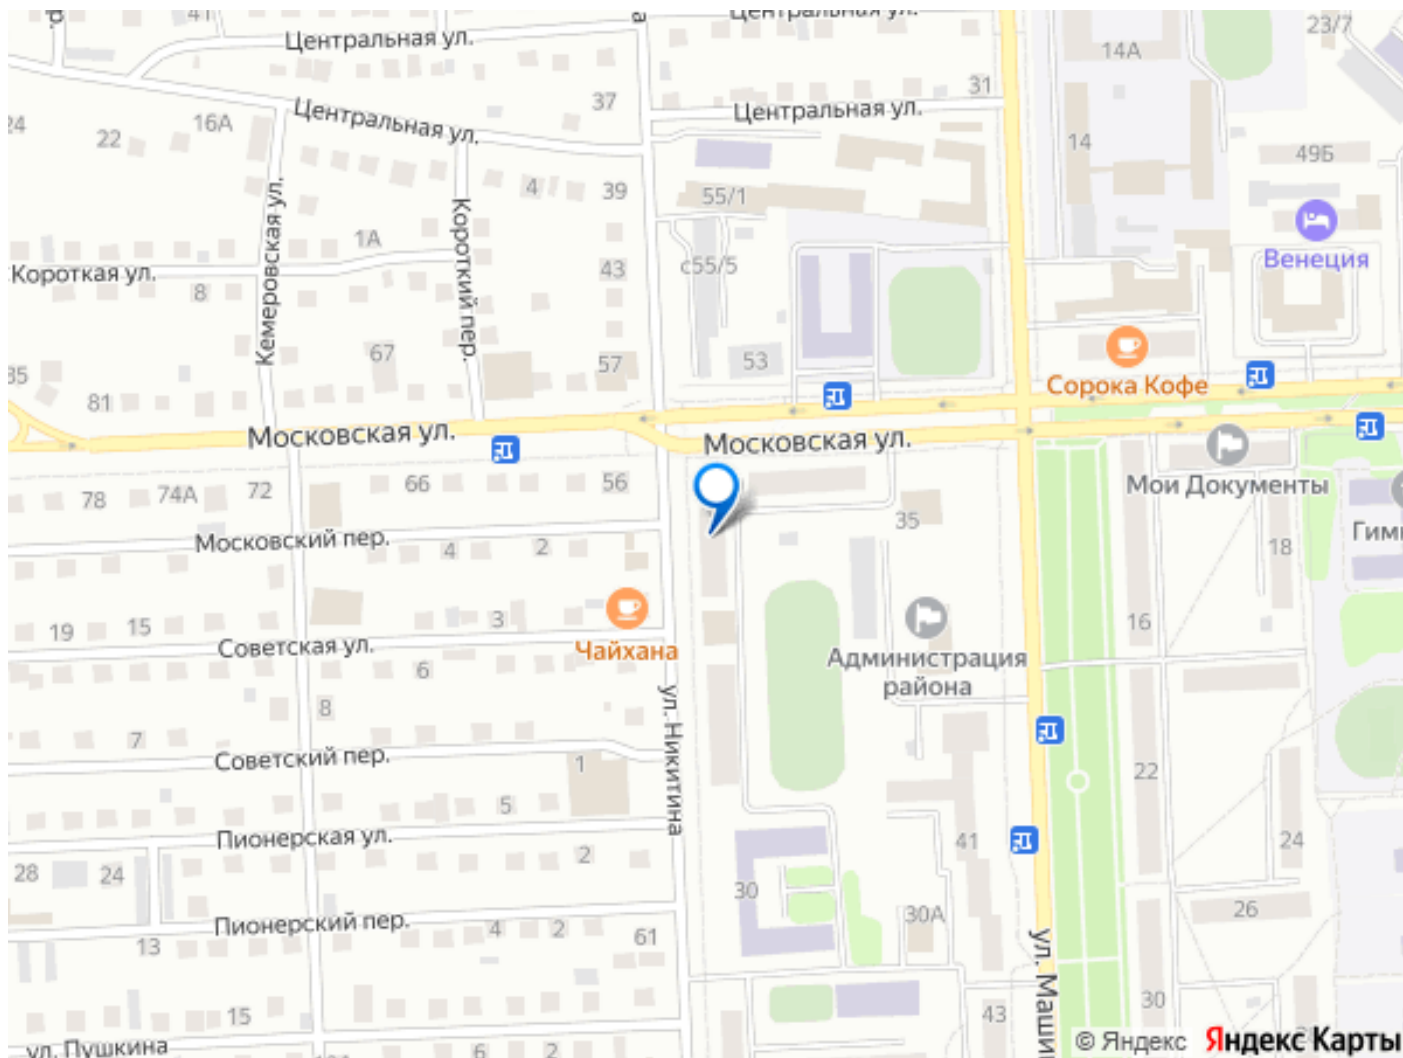 41
Центральная ул.
23/7
14А
Центральная ул.
37
31
Центральная ул.
Центральная ул.
24
22
16А
14
49Б
4
39
55/1
Кемеровская ул.
Короткий пер.
1А
Короткая ул.
8
43
с55/5
Венеция
67
57
53
Сорока Кофе
81
Московская ул.
Московская ул.
78
74А
72
66
56
Мои Документы
35
18
Московский пер.
4
2
19
15
3
Советская ул.
6
Чайхана
16
Администрация
района
8
7
Советский пер.
1
ул. Никитина
22
5
Пионерская ул.
2
28
24
41
24
30
26
30А
Пионерский пер.
4
2
61
13
15
43
30
ул. Пушкина
6
2
© Яндекс
Яндекс Карты